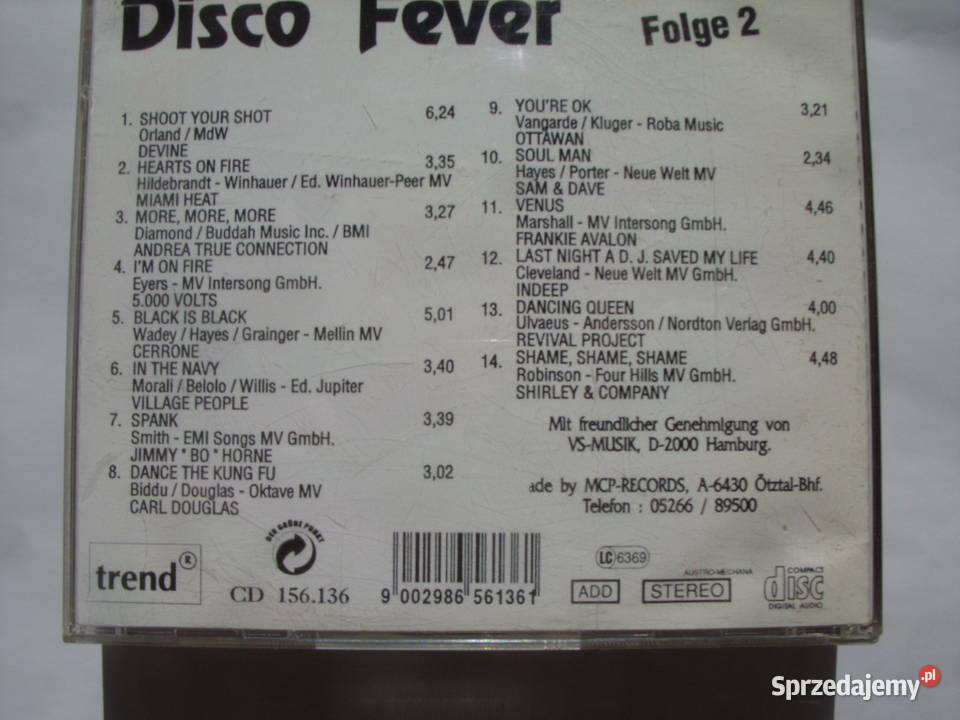 Disco Fever Folge 2
1. SHOOT YOUR SHOT 6,24
Orland / MdW
DEVINE
2. HEARTS ON FIRE 3,35
Hildebrandt - Winhauer / Ed. Winhauer-Peer MV
MIAMI HEAT
3. MORE, MORE, MORE 3,27
Diamond / Buddah Music Inc. / BMI
ANDREA TRUE CONNECTION
4. I'M ON FIRE 2,47
Eyers - MV Intersong GmbH.
5.000 VOLTS
5. BLACK IS BLACK 5,01
Wadey / Hayes / Grainger - Mellin MV
CERRONE
6. IN THE NAVY 3,40
Morali / Belolo / Willis - Ed. Jupiter
VILLAGE PEOPLE
7. SPANK 3,39
Smith - EMI Songs MV GmbH.
JIMMY "BO" HORNE
8. DANCE THE KUNG FU 3,02
Biddu / Douglas - Oktave MV
CARL DOUGLAS
9. YOU'RE OK 3,21
Vangarde / Kluger - Roba Music
OTTAWAN
10. SOUL MAN 2,34
Hayes / Porter - Neue Welt MV
SAM & DAVE
11. VENUS 4,46
Marshall - MV Intersong GmbH.
FRANKIE AVALON
12. LAST NIGHT A D. J. SAVED MY LIFE 4,40
Cleveland - Neue Welt MV GmbH.
INDEEP
13. DANCING QUEEN 4,00
Ulvaeus - Andersson / Nordton Verlag GmbH.
REVIVAL PROJECT
14. SHAME, SHAME, SHAME 4,48
Robinson - Four Hills MV GmbH.
SHIRLEY & COMPANY
Mit freundlicher Genehmigung von
VS-MUSIK, D-2000 Hamburg.
ade by MCP-RECORDS, A-6430 Ötztal-Bhf.
Telefon : 05266 / 89500
trend®
DER GRÜNE PUNKT
CD 156.136
9 002986 561361
LC 6369
ADD
AUSTRO-MECHANA
STEREO
COMPACT
disc
DIGITAL AUDIO
Sprzedajemy.pl